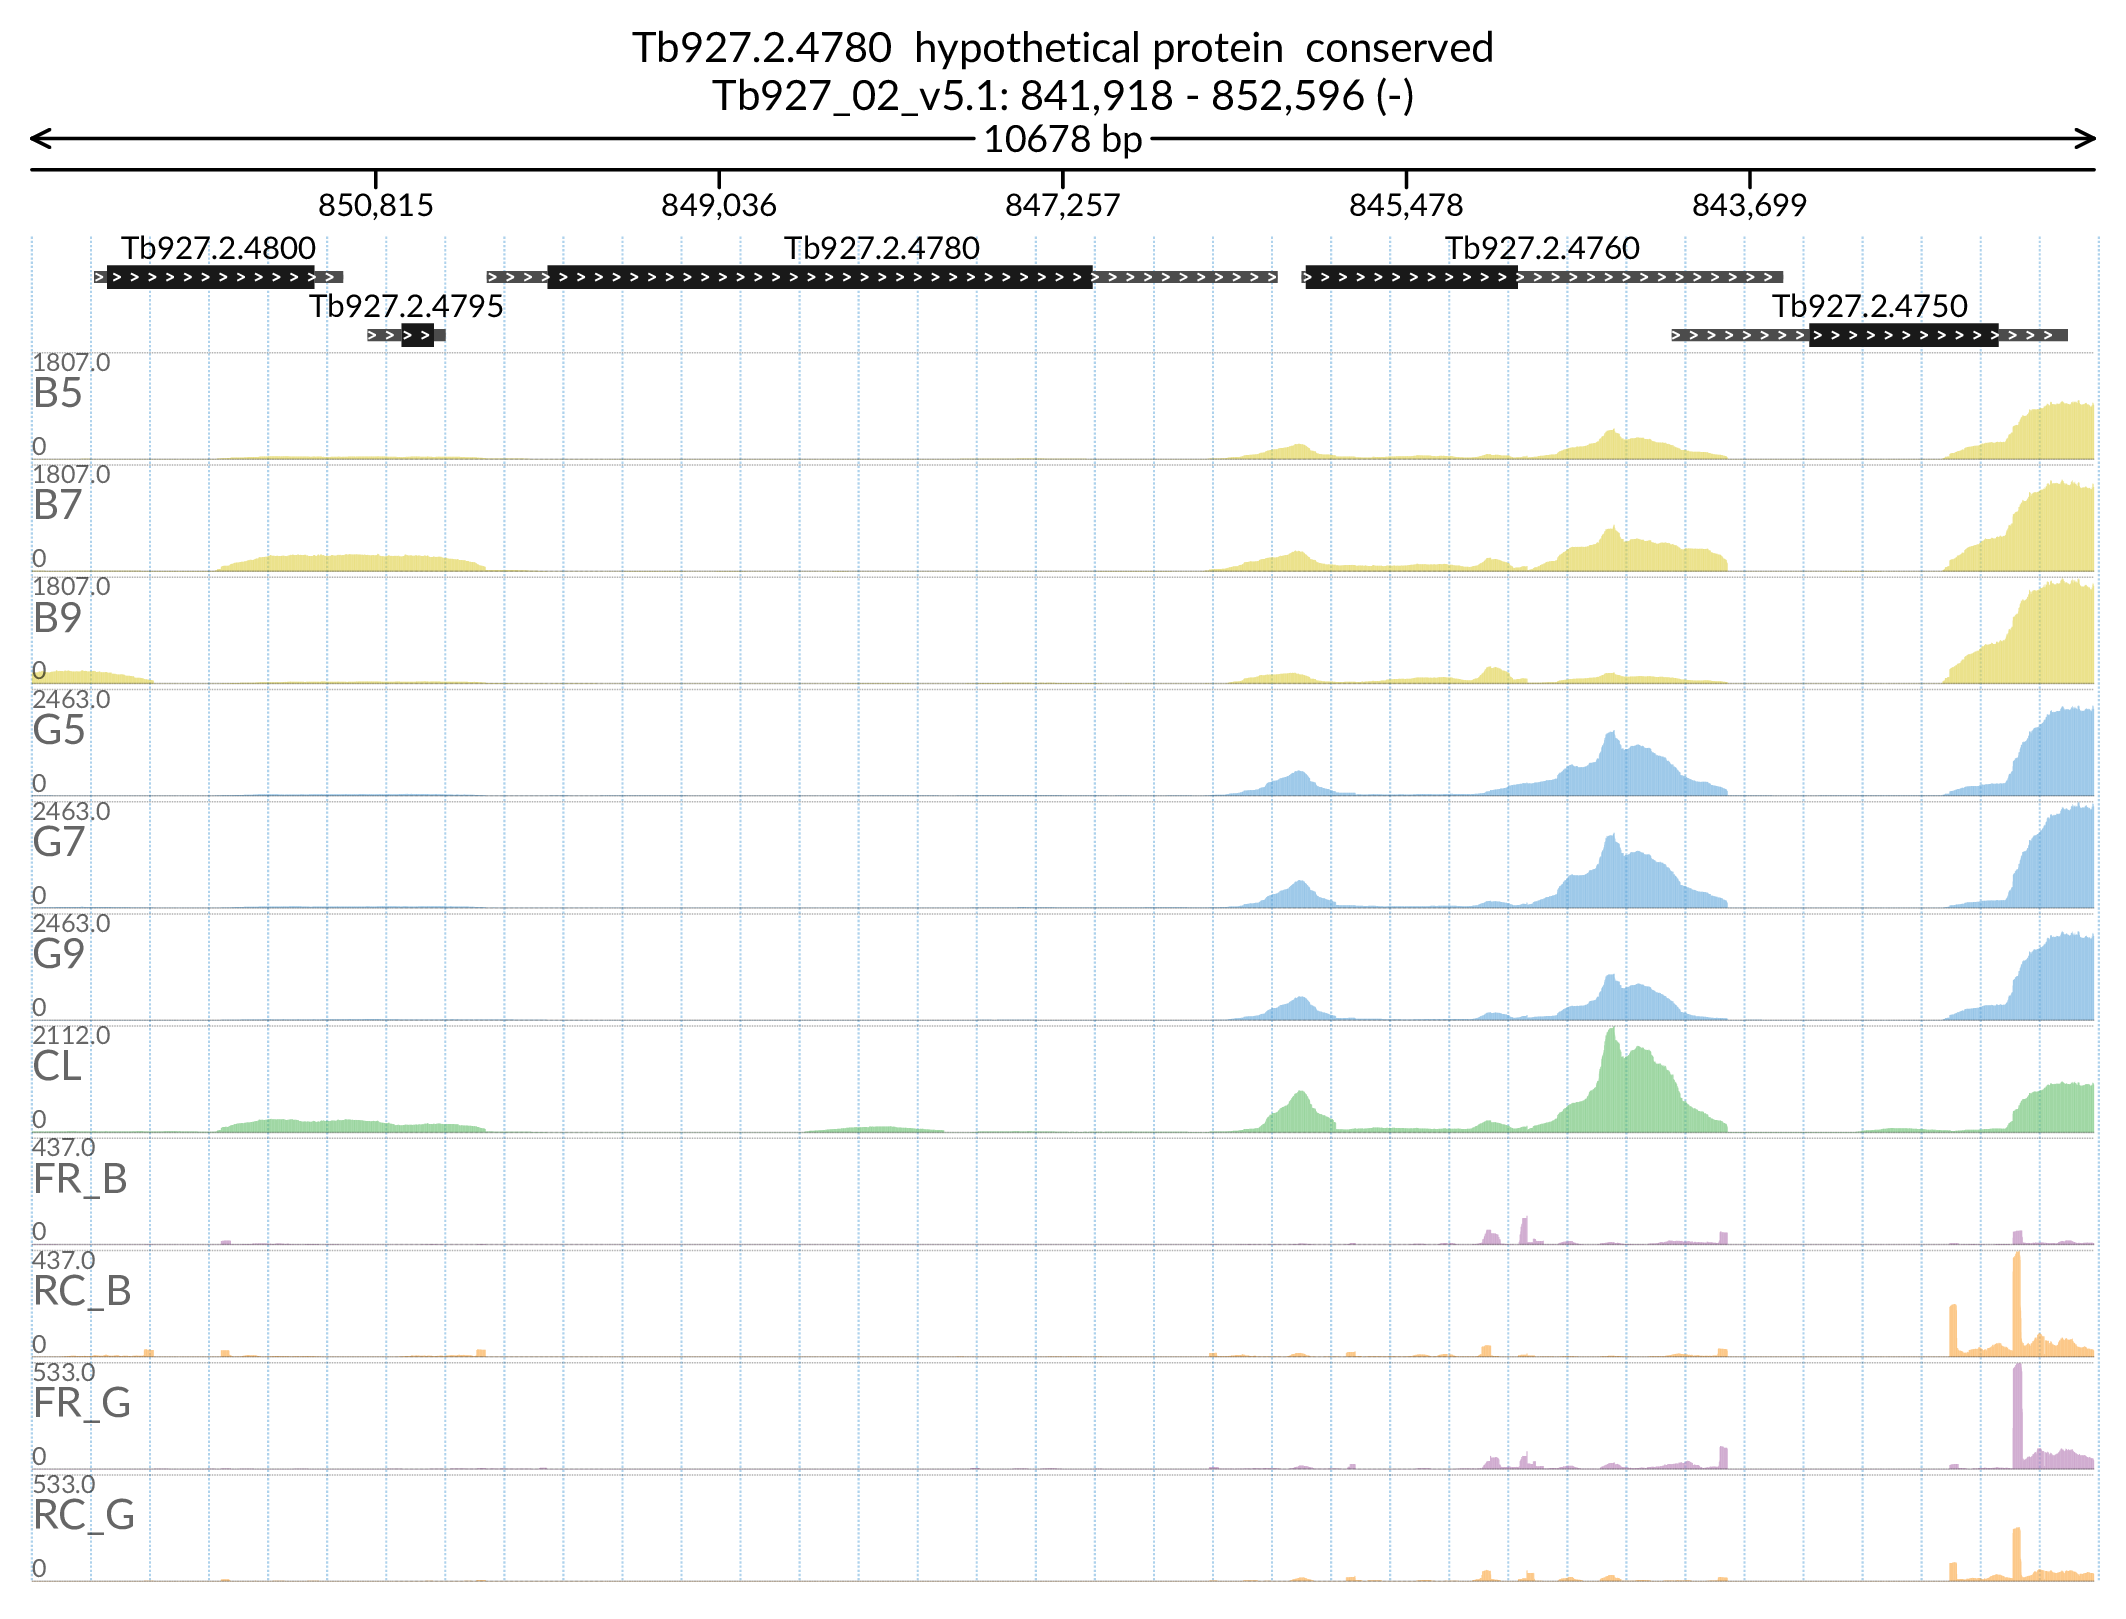 Tb927.2.4780  hypothetical protein  conserved
Tb927_02_v5.1: 841,918 - 852,596 (-)
10678 bp
850,815 849,036 847,257 845,478 843,699
Tb927.2.4800 Tb927.2.4780 Tb927.2.4760
Tb927.2.4795 Tb927.2.4750
1807.0
B5
0
1807.0
B7
0
1807.0
B9
0
2463.0
G5
0
2463.0
G7
0
2463.0
G9
0
2112.0
CL
0
437.0
FR_B
0
437.0
RC_B
0
533.0
FR_G
0
533.0
RC_G
0